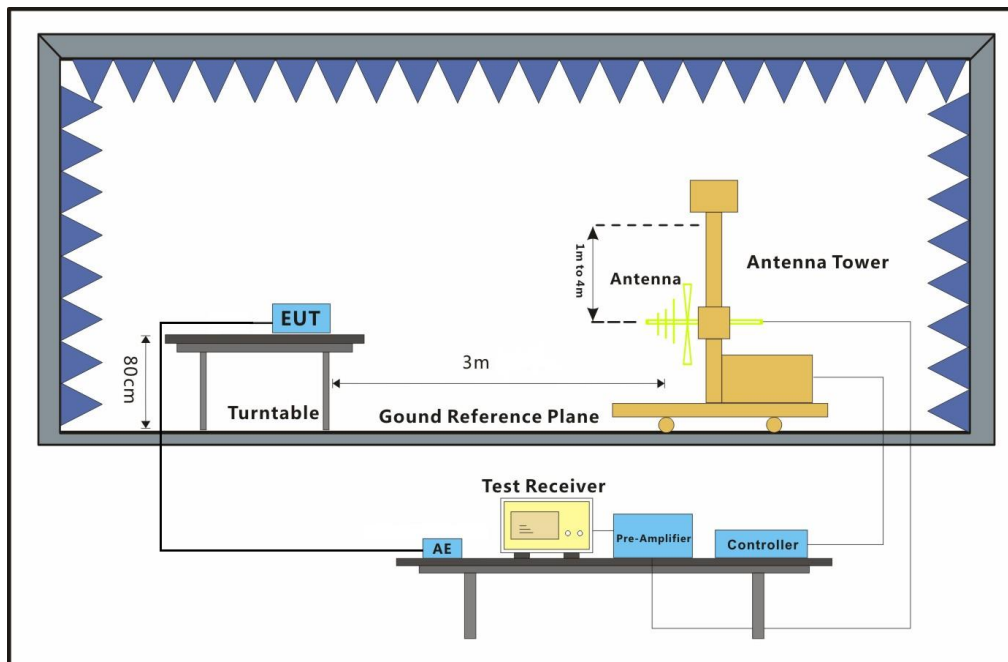 1m to 4m
Antenna
Antenna Tower
EUT
80cm
3m
Turntable
Gound Reference Plane
Test Receiver
AE
Pre-Amplifier
Controller